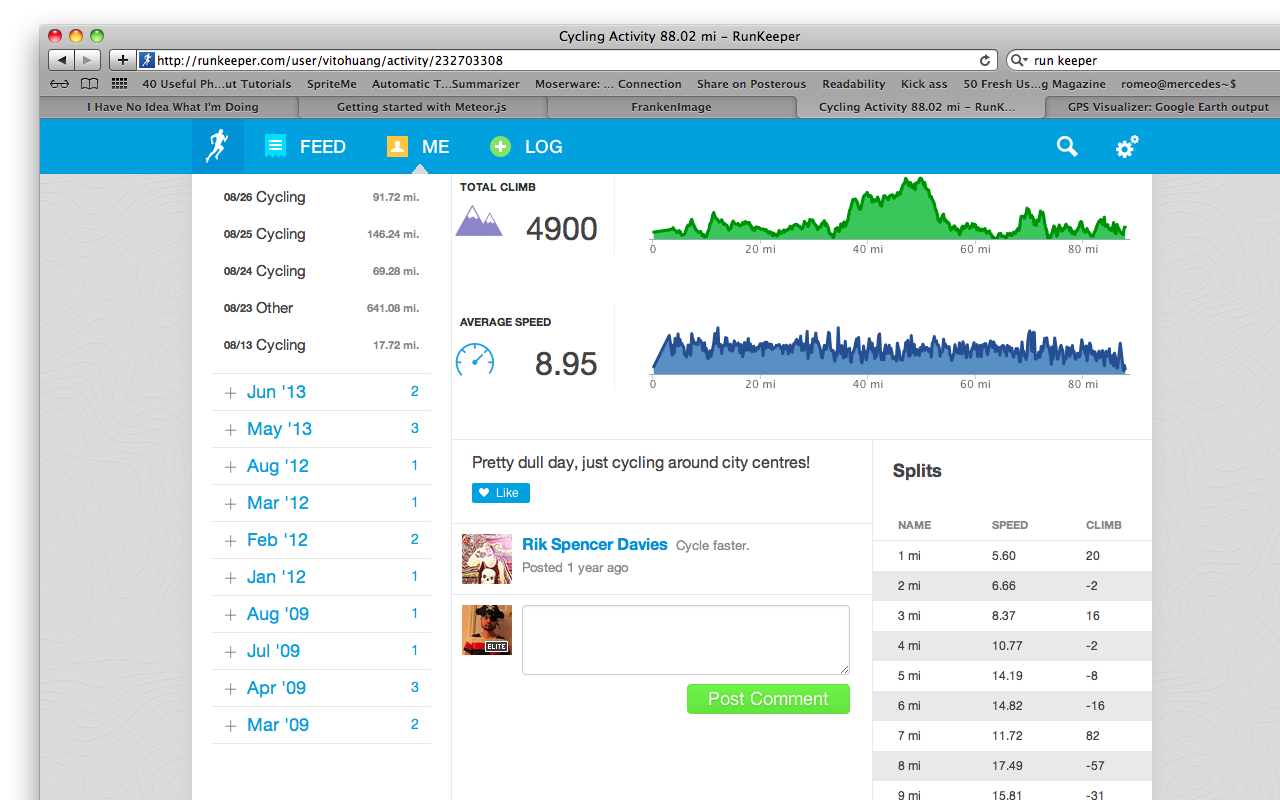 Cycling Activity 88.02 mi – RunKeeper
http://runkeeper.com/user/vitohuang/activity/232703308
run keeper
40 Useful Ph...ut Tutorials SpriteMe Automatic T...Summarizer Moserware: ... Connection Share on Posterous Readability Kick ass 50 Fresh Us...g Magazine romeo@mercedes~$
I Have No Idea What I'm Doing Getting started with Meteor.js FrankenImage Cycling Activity 88.02 mi – RunK... GPS Visualizer: Google Earth output
FEED ME LOG
08/26 Cycling 91.72 mi.
08/25 Cycling 146.24 mi.
08/24 Cycling 69.28 mi.
08/23 Other 641.08 mi.
08/13 Cycling 17.72 mi.
+ Jun '13 2
+ May '13 3
+ Aug '12 1
+ Mar '12 1
+ Feb '12 2
+ Jan '12 1
+ Aug '09 1
+ Jul '09 1
+ Apr '09 3
+ Mar '09 2
TOTAL CLIMB
4900
0 20 mi 40 mi 60 mi 80 mi
AVERAGE SPEED
8.95
0 20 mi 40 mi 60 mi 80 mi
Pretty dull day, just cycling around city centres!
Like
Rik Spencer Davies Cycle faster.
Posted 1 year ago
ELITE
Post Comment
Splits
NAME SPEED CLIMB
1 mi 5.60 20
2 mi 6.66 -2
3 mi 8.37 16
4 mi 10.77 -2
5 mi 14.19 -8
6 mi 14.82 -16
7 mi 11.72 82
8 mi 17.49 -57
9 mi 15.81 -31